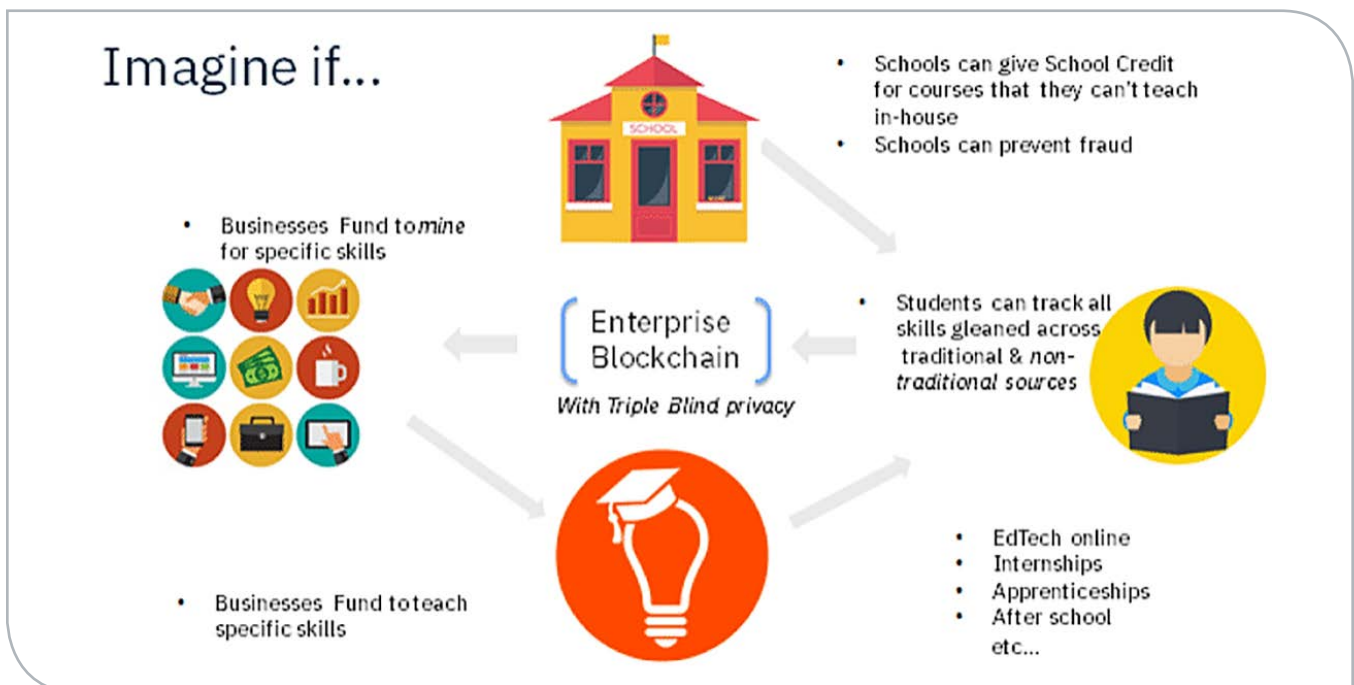 Imagine if...
SCHOOL
• Schools can give School Credit
for courses that they can't teach
in-house
• Schools can prevent fraud
• Businesses Fund to mine
for specific skills
Enterprise
Blockchain
With Triple Blind privacy
• Students can track all
skills gleaned across
traditional & non-
traditional sources
• Businesses Fund to teach
specific skills
• EdTech online
• Internships
• Apprenticeships
• After school
etc...